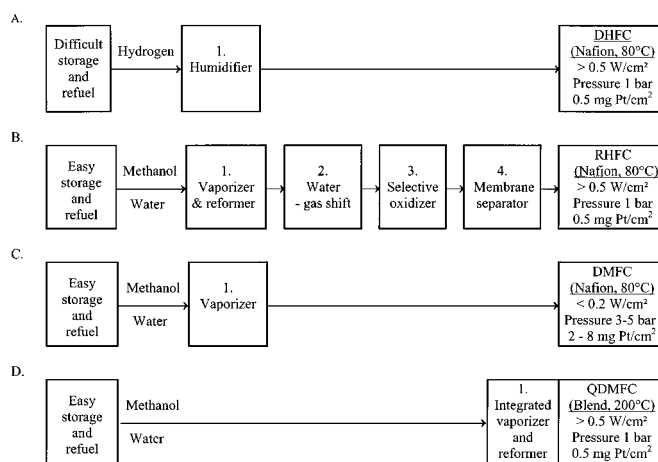 A.
Difficult
storage
and
refuel
Hydrogen
1.
Humidifier
DHFC
(Nafion, 80°C)
> 0.5 W/cm²
Pressure 1 bar
0.5 mg Pt/cm²
B.
Easy
storage
and
refuel
Methanol
Water
1.
Vaporizer
& reformer
2.
Water
- gas shift
3.
Selective
oxidizer
4.
Membrane
separator
RHFC
(Nafion, 80°C)
> 0.5 W/cm²
Pressure 1 bar
0.5 mg Pt/cm²
C.
Easy
storage
and
refuel
Methanol
Water
1.
Vaporizer
DMFC
(Nafion, 80°C)
< 0.2 W/cm²
Pressure 3-5 bar
2 - 8 mg Pt/cm²
D.
Easy
storage
and
refuel
Methanol
Water
1.
Integrated
vaporizer
and
reformer
QDMFC
(Blend, 200°C)
> 0.5 W/cm²
Pressure 1 bar
0.5 mg Pt/cm²